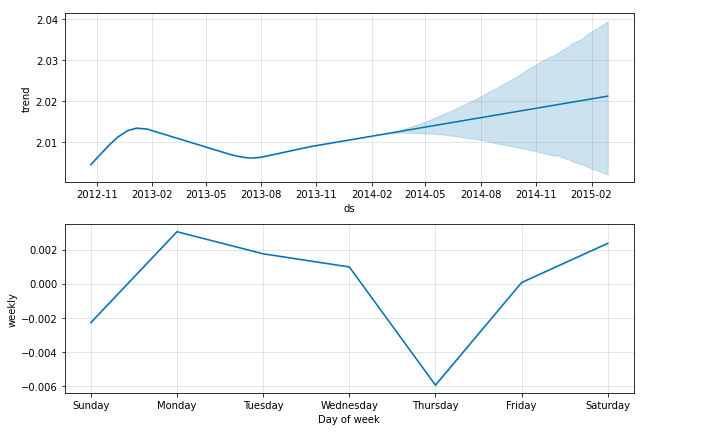 2.04
2.03
2.02
2.01
trend
2012-11 2013-02 2013-05 2013-08 2013-11 2014-02 2014-05 2014-08 2014-11 2015-02
ds
0.002
0.000
−0.002
−0.004
−0.006
weekly
Sunday Monday Tuesday Wednesday Thursday Friday Saturday
Day of week